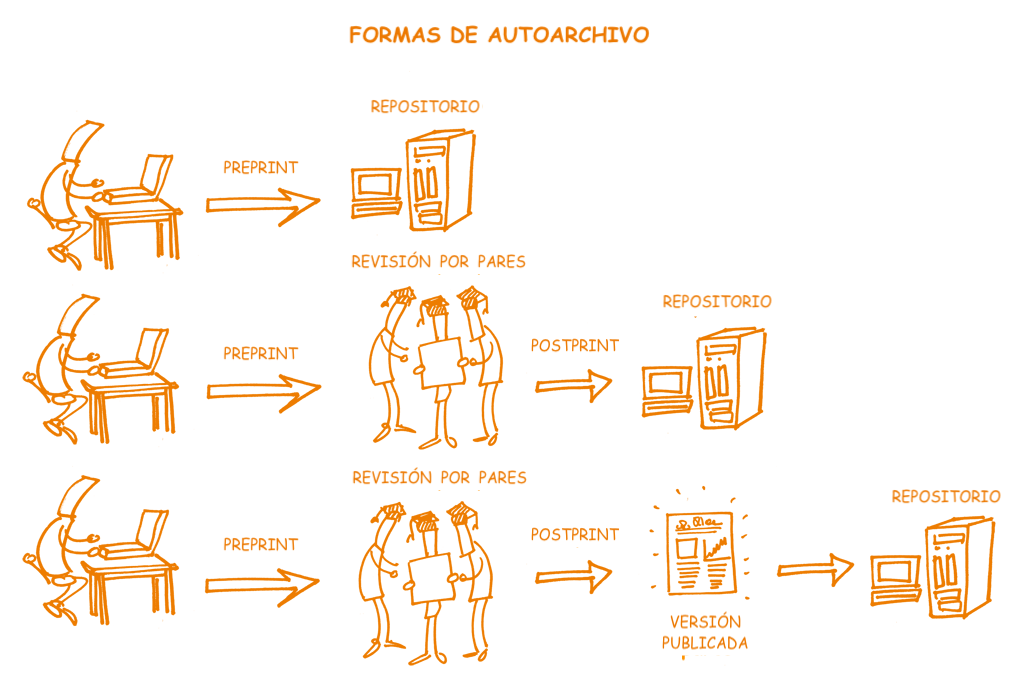 FORMAS DE AUTOARCHIVO
REPOSITORIO
PREPRINT
REVISIÓN POR PARES
REPOSITORIO
PREPRINT
POSTPRINT
REVISIÓN POR PARES
REPOSITORIO
PREPRINT
POSTPRINT
VERSIÓN
PUBLICADA